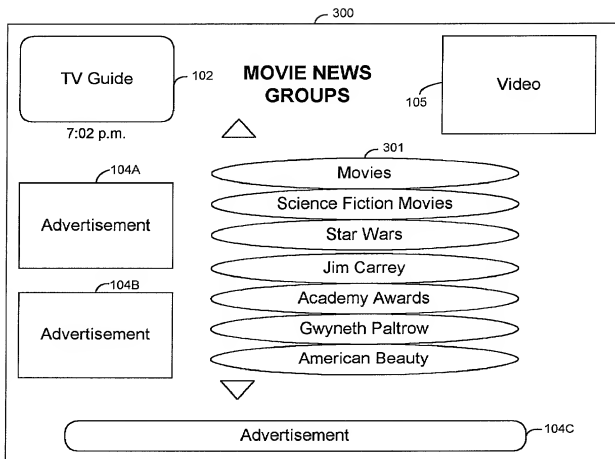 300
TV Guide
102
7:02 p.m.
MOVIE NEWS
GROUPS
105
Video
104A
Advertisement
104B
Advertisement
301
Movies
Science Fiction Movies
Star Wars
Jim Carrey
Academy Awards
Gwyneth Paltrow
American Beauty
Advertisement
104C